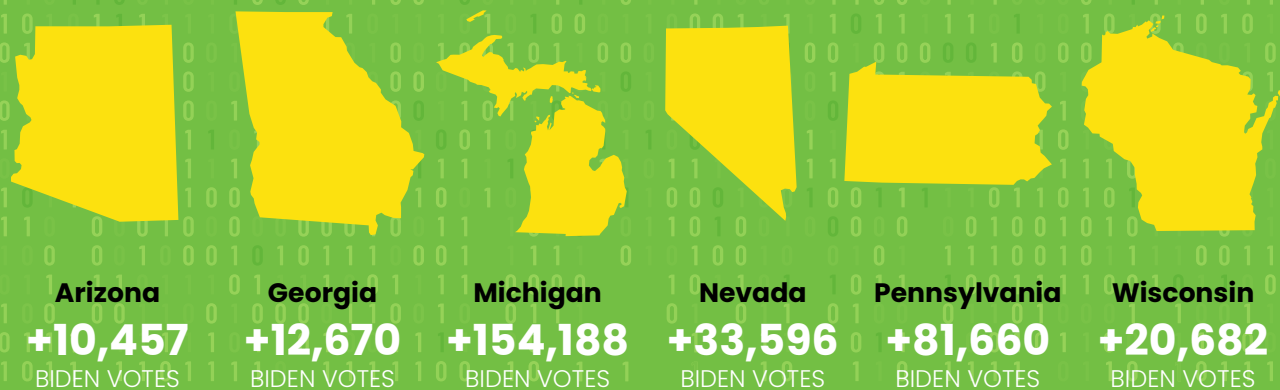 Arizona
+10,457
BIDEN VOTES
Georgia
+12,670
BIDEN VOTES
Michigan
+154,188
BIDEN VOTES
Nevada
+33,596
BIDEN VOTES
Pennsylvania
+81,660
BIDEN VOTES
Wisconsin
+20,682
BIDEN VOTES